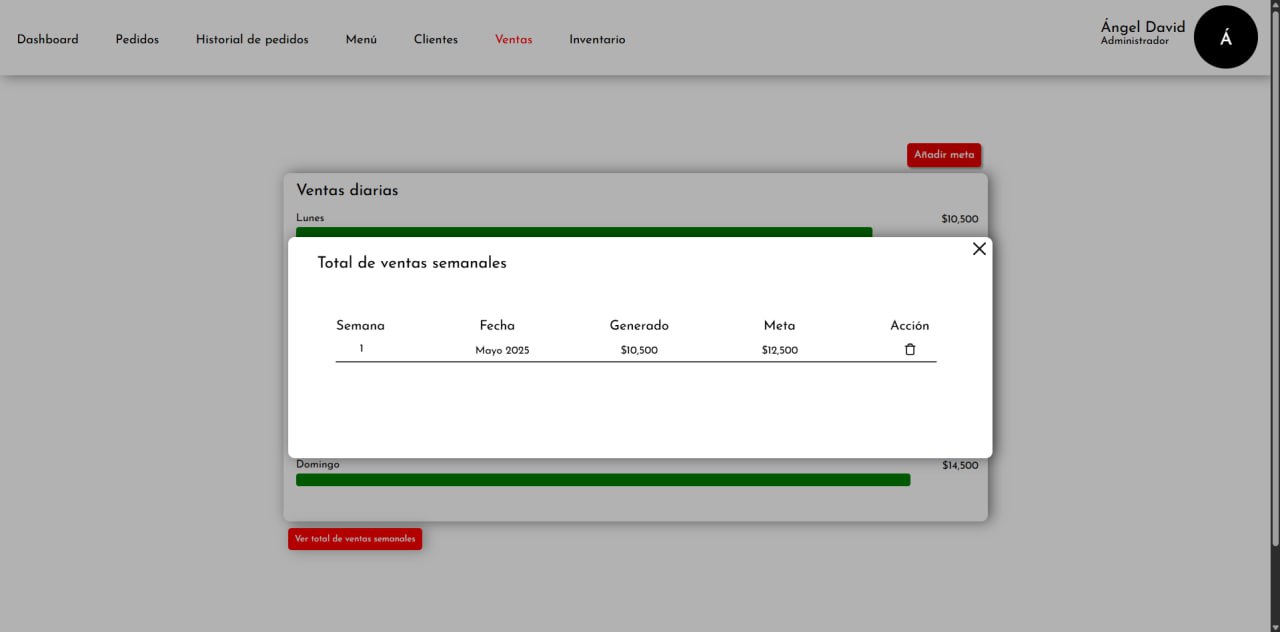 Dashboard Pedidos Historial de pedidos Menú Clientes Ventas Inventario
Ángel David
Administrador
Á
Añadir meta
Ventas diarias
Lunes $10,500
Total de ventas semanales
Semana Fecha Generado Meta Acción
1 Mayo 2025 $10,500 $12,500
Domingo $14,500
Ver total de ventas semanales